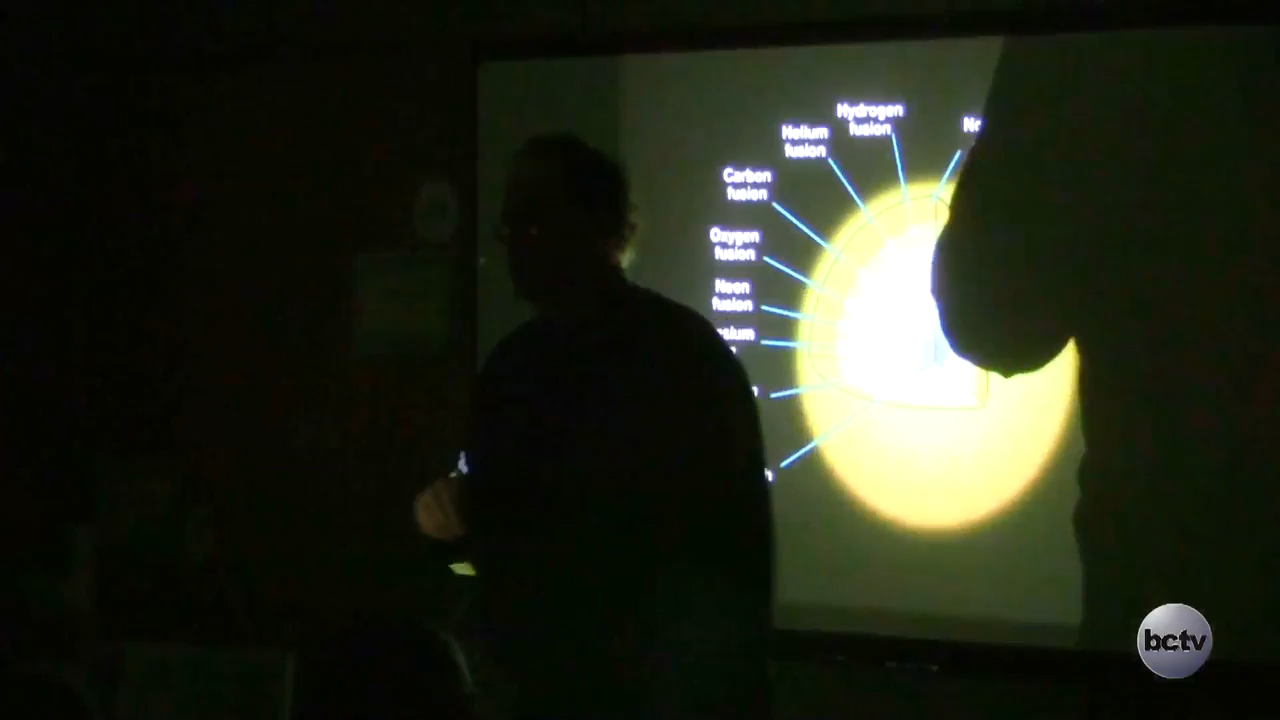 Hydrogen
fusion
Helium
fusion
Carbon
fusion
Oxygen
fusion
Neon
fusion
bctv